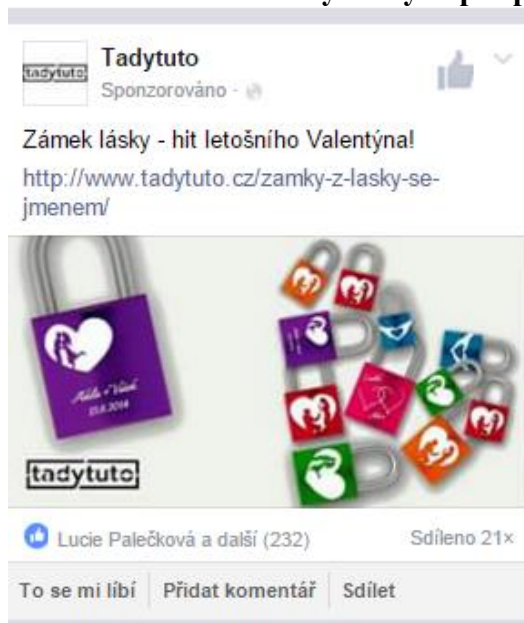 tadytuto
Tadytuto
Sponzorováno ·
Zámek lásky - hit letošního Valentýna!
http://www.tadytuto.cz/zamky-z-lasky-se-
jmenem/
tadytuto
Lucie Palečková a další (232)
Sdíleno 21×
To se mi líbí
Přidat komentář
Sdílet